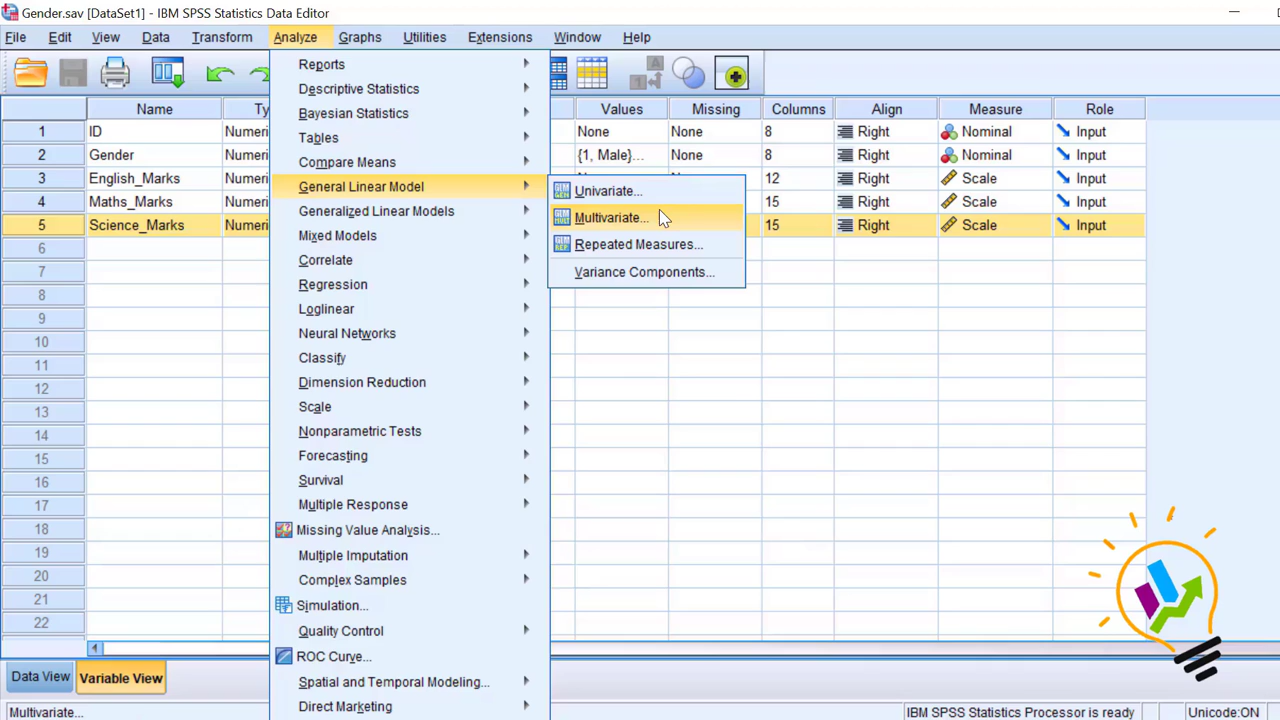 Gender.sav [DataSet1] - IBM SPSS Statistics Data Editor
File Edit View Data Transform Analyze Graphs Utilities Extensions Window Help
Name Ty Values Missing Columns Align Measure Role
1 ID Numeri None None 8 Right Nominal Input
2 Gender Numeri {1, Male}... None 8 Right Nominal Input
3 English_Marks Numeri 12 Right Scale Input
4 Maths_Marks Numeri 15 Right Scale Input
5 Science_Marks Numeri 15 Right Scale Input
6
7
8
9
10
11
12
13
14
15
16
17
18
19
20
21
22
Reports
Descriptive Statistics
Bayesian Statistics
Tables
Compare Means
General Linear Model
Generalized Linear Models
Mixed Models
Correlate
Regression
Loglinear
Neural Networks
Classify
Dimension Reduction
Scale
Nonparametric Tests
Forecasting
Survival
Multiple Response
Missing Value Analysis...
Multiple Imputation
Complex Samples
Simulation...
Quality Control
ROC Curve...
Spatial and Temporal Modeling...
Direct Marketing
Univariate...
Multivariate...
Repeated Measures...
Variance Components...
Data View Variable View
Multivariate... IBM SPSS Statistics Processor is ready Unicode:ON